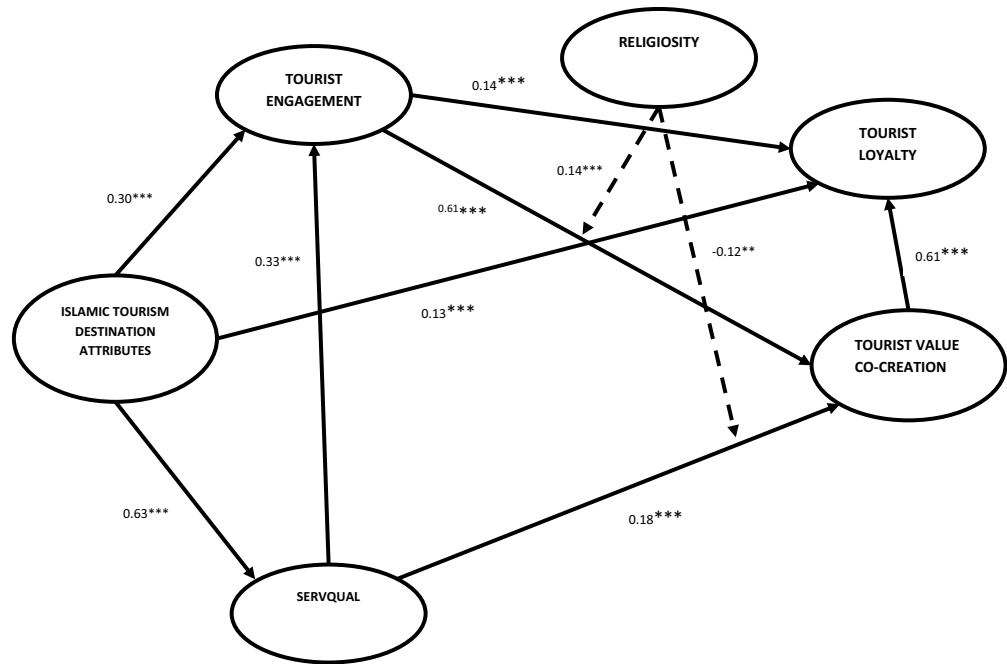 RELIGIOSITY
TOURIST
ENGAGEMENT
0.14***
TOURIST
LOYALTY
0.14***
0.30***
0.61***
0.33***
-0.12**
0.61***
ISLAMIC TOURISM
DESTINATION
ATTRIBUTES
0.13***
TOURIST VALUE
CO-CREATION
0.63***
0.18***
SERVQUAL